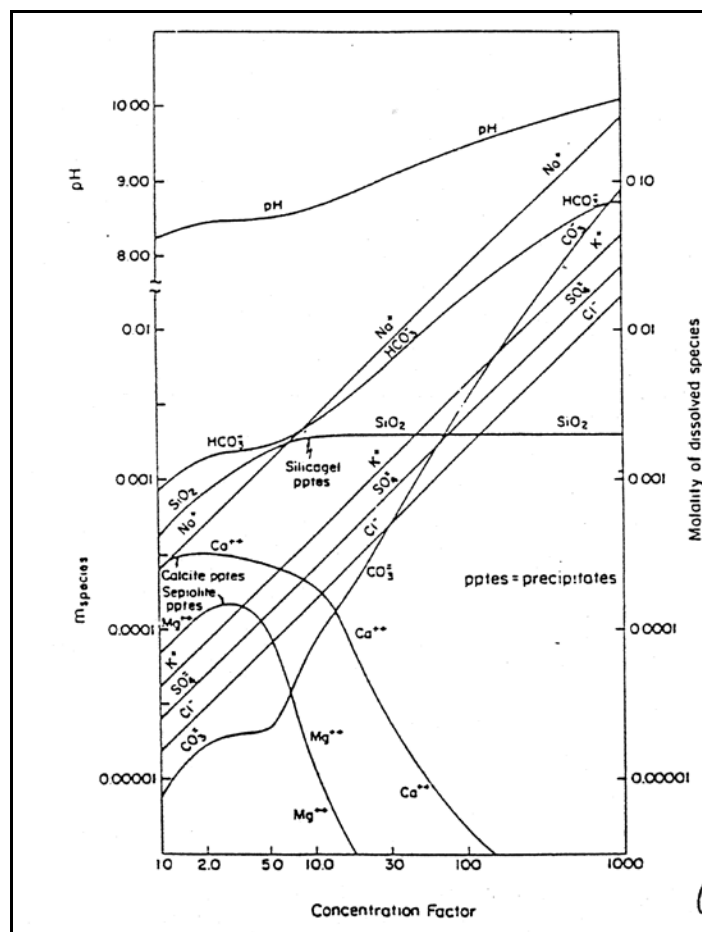 10.00
pH
9.00
8.00
pH
pH
Na+
0.10
HCO3-
CO3=
K+
SO4=
Cl-
0.01
Na+
HCO3-
0.01
HCO3-
SiO2
SiO2
Silicagel
pptes
0.001
SiO2
Na+
K+
SO4=
Cl-
0.001
Molality of dissolved species
Ca++
Calcite pptes
Sepiolite
pptes
CO3=
pptes = precipitates
m species
Mg++
0.0001
K+
SO4=
Cl-
CO3=
Ca++
0.0001
Mg++
0.00001
Mg++
Ca++
0.00001
1.0
2.0
5.0
10.0
30
100
1000
Concentration Factor